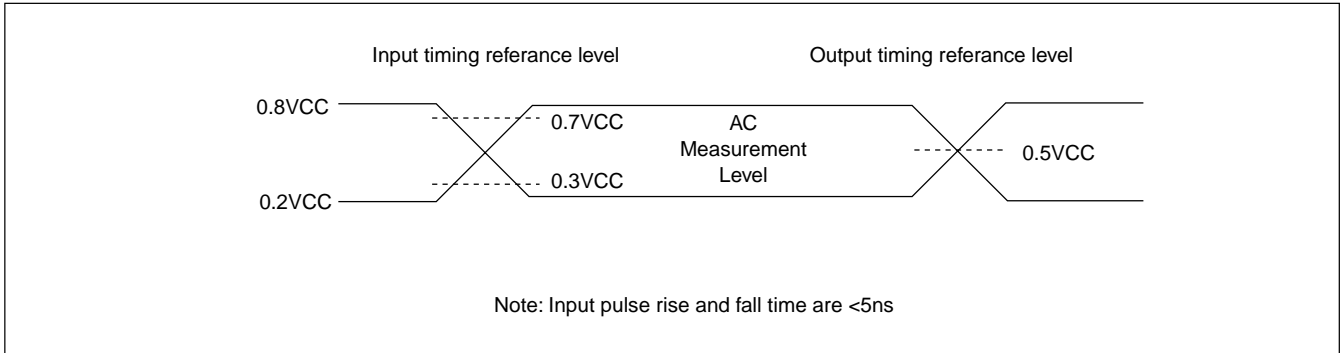 Input timing referance level
Output timing referance level
0.8VCC
0.7VCC
AC
Measurement
Level
0.5VCC
0.3VCC
0.2VCC
Note: Input pulse rise and fall time are <5ns